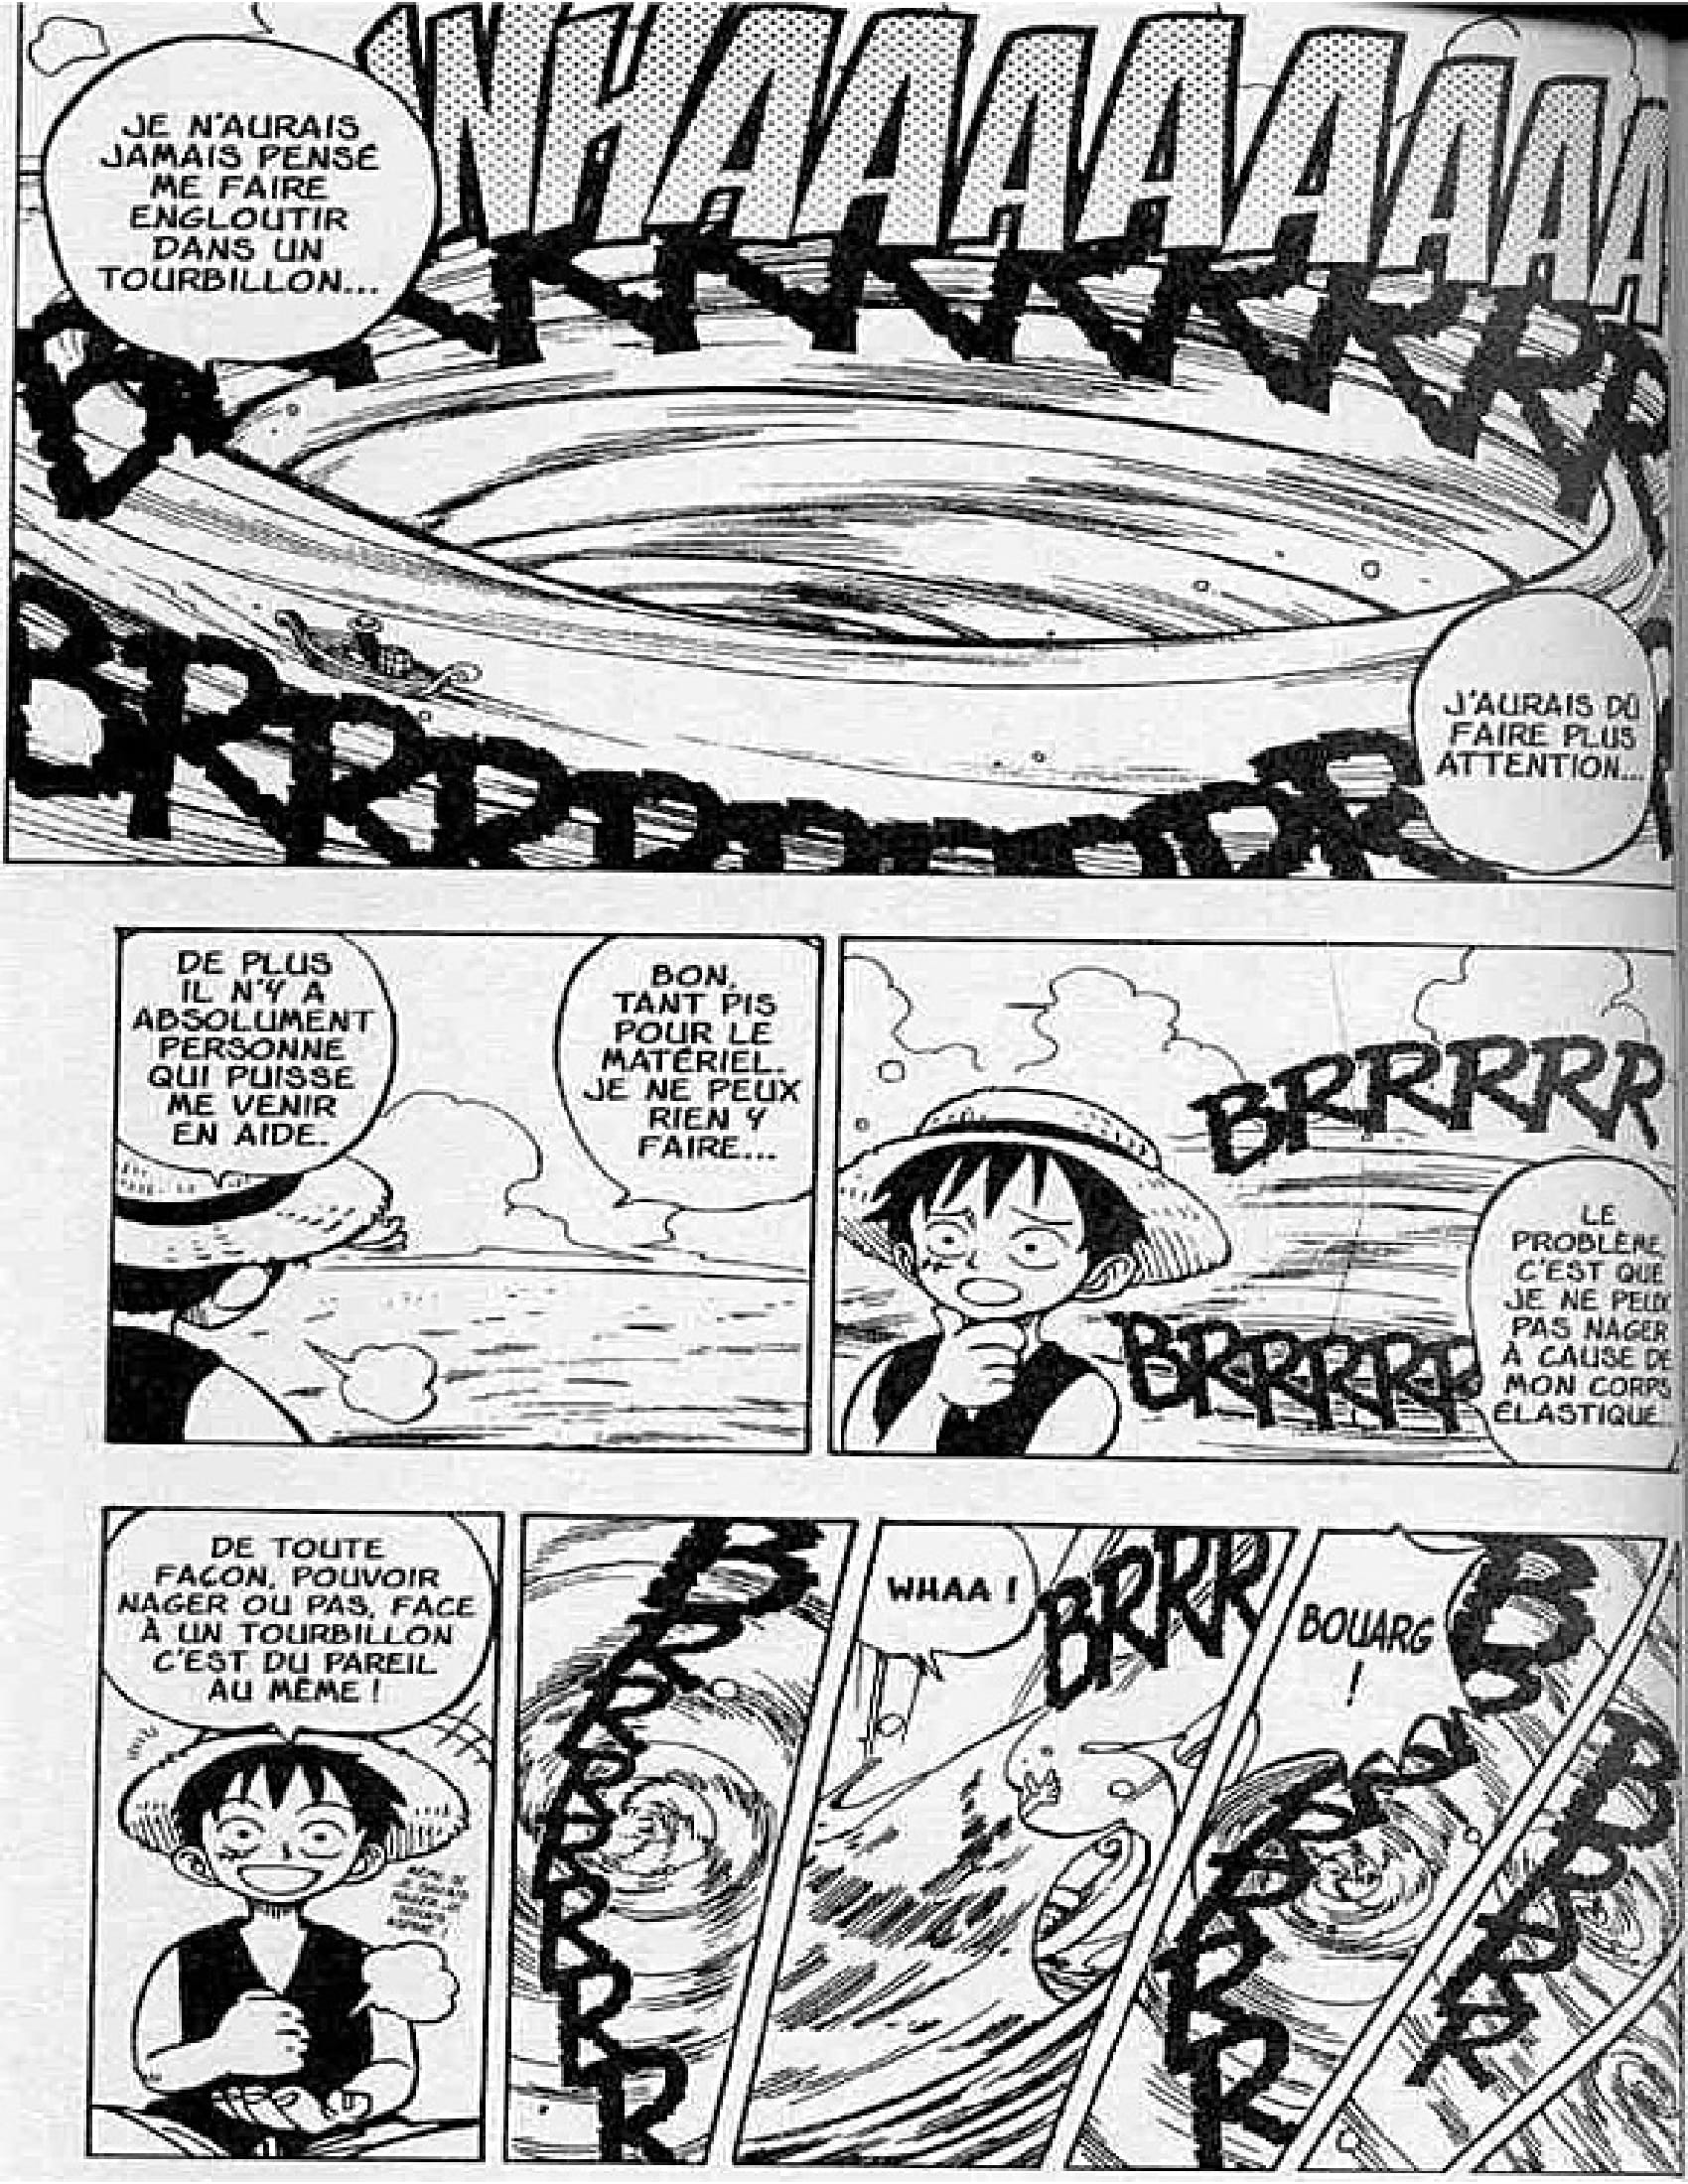 WHAAAAAAAA
JE N'AURAIS
JAMAIS PENSÉ
ME FAIRE
ENGLOUTIR
DANS UN
TOURBILLON...
J'AURAIS DÛ
FAIRE PLUS
ATTENTION...
DE PLUS
IL N'Y A
ABSOLUMENT
PERSONNE
QUI PUISSE
ME VENIR
EN AIDE.
BON,
TANT PIS
POUR LE
MATÉRIEL.
JE NE PEUX
RIEN Y
FAIRE...
BRRRRR
LE
PROBLÈME,
C'EST QUE
JE NE PEUX
PAS NAGER
À CAUSE DE
MON CORPS
ÉLASTIQUE...
BRRRRRR
DE TOUTE
FAÇON, POUVOIR
NAGER OU PAS, FACE
À UN TOURBILLON
C'EST DU PAREIL
AU MÊME !
BRRRRRRR
WHAA !
BRRR
BOUARG
!